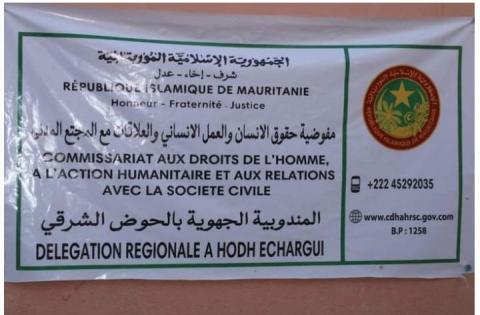 الجمهورية الإسلامية الموريتانية
شرف - إخاء - عدل
RÉPUBLIQUE ISLAMIQUE DE MAURITANIE
Honneur - Fraternité - Justice
مفوضية حقوق الانسان والعمل الانساني والعلاقات مع المجتمع المدني
COMMISSARIAT AUX DROITS DE L'HOMME,
A L'ACTION HUMANITAIRE ET AUX RELATIONS
AVEC LA SOCIETE CIVILE
المندوبية الجهوية بالحوض الشرقي
DELEGATION REGIONALE A HODH ECHARGUI
+222 45292035
www.cdhahrsc.gov.com
B.P : 1258